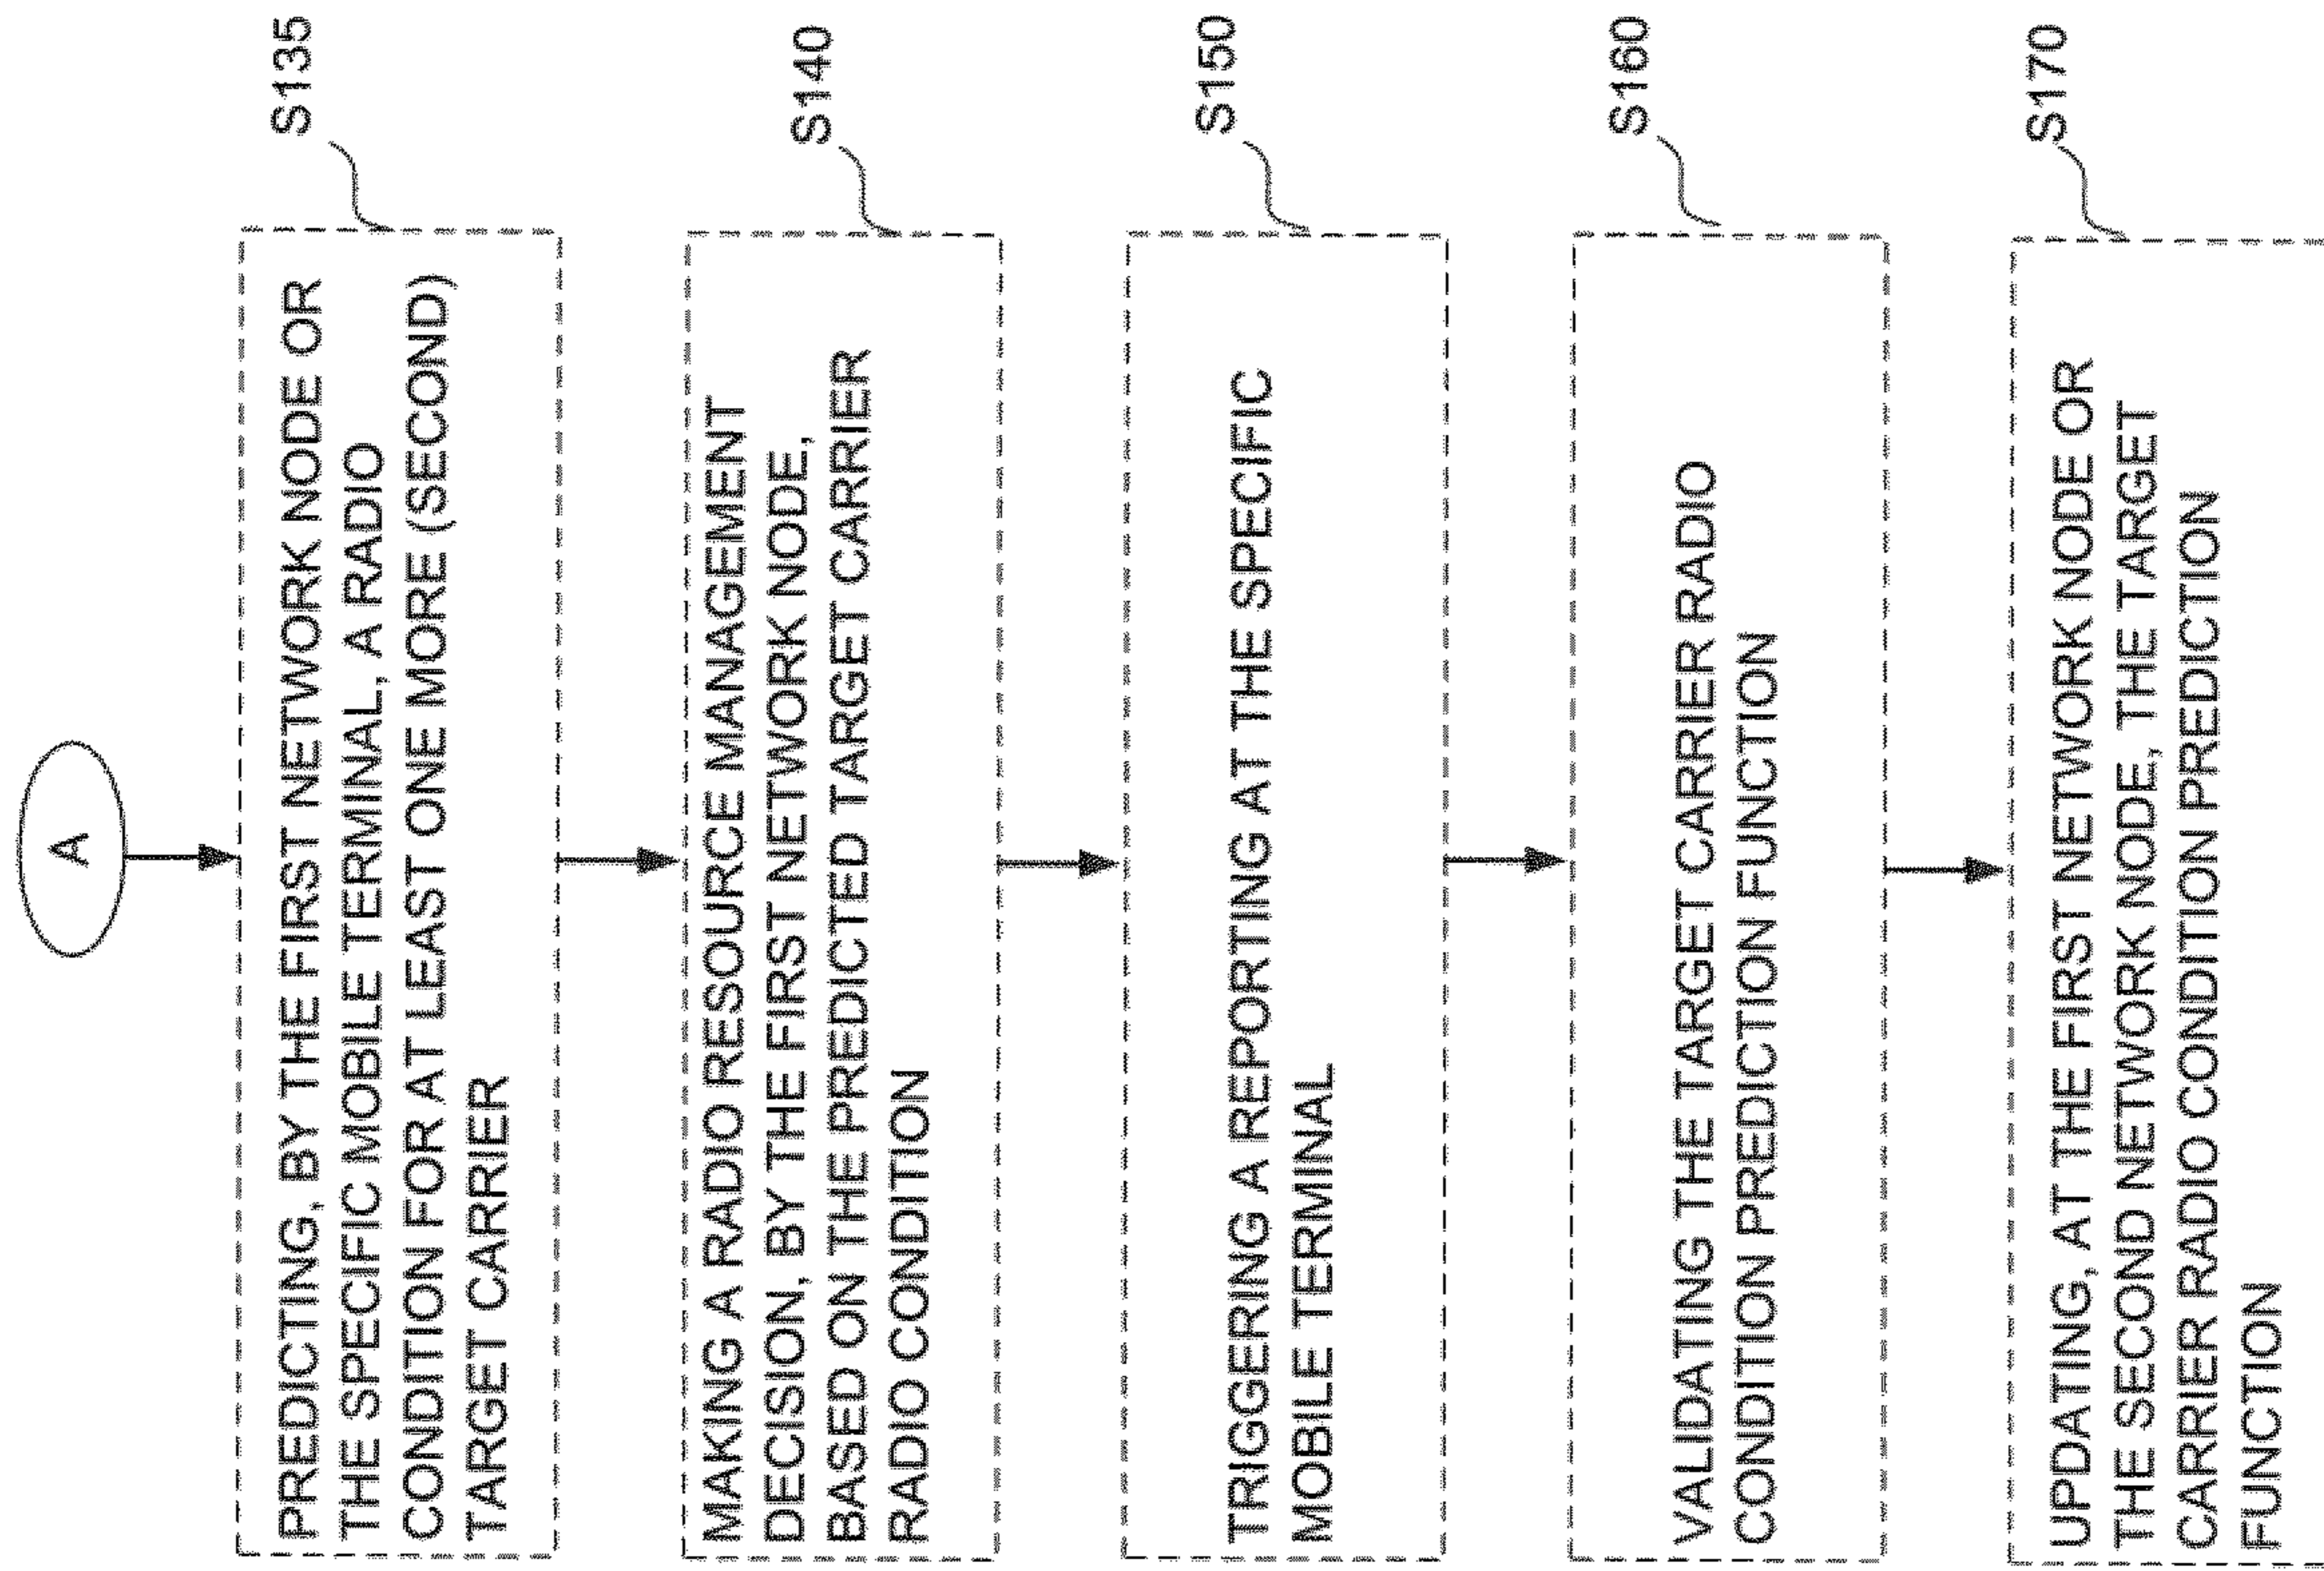 A
S135
PREDICTING, BY THE FIRST NETWORK NODE OR
THE SPECIFIC MOBILE TERMINAL, A RADIO
CONDITION FOR AT LEAST ONE MORE (SECOND)
TARGET CARRIER
S140
MAKING A RADIO RESOURCE MANAGEMENT
DECISION, BY THE FIRST NETWORK NODE,
BASED ON THE PREDICTED TARGET CARRIER
RADIO CONDITION
S150
TRIGGERING A REPORTING AT THE SPECIFIC
MOBILE TERMINAL
S160
VALIDATING THE TARGET CARRIER RADIO
CONDITION PREDICTION FUNCTION
S170
UPDATING, AT THE FIRST NETWORK NODE OR
THE SECOND NETWORK NODE, THE TARGET
CARRIER RADIO CONDITION PREDICTION
FUNCTION